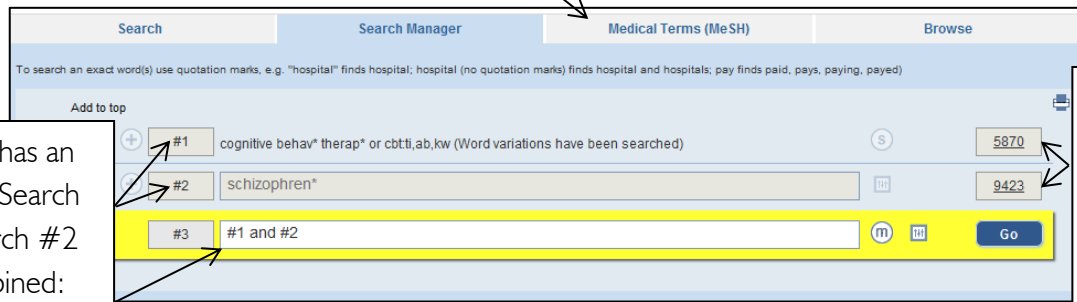 Search Search Manager Medical Terms (MeSH) Browse
To search an exact word(s) use quotation marks, e.g. "hospital" finds hospital; hospital (no quotation marks) finds hospital and hospitals; pay finds paid, pays, paying, payed)
Add to top
has an
Search
rch #2
bined:
#1 cognitive behav* therap* or cbt:ti,ab,kw (Word variations have been searched) S 5870
#2 schizophren* 9423
#3 #1 and #2 m Go